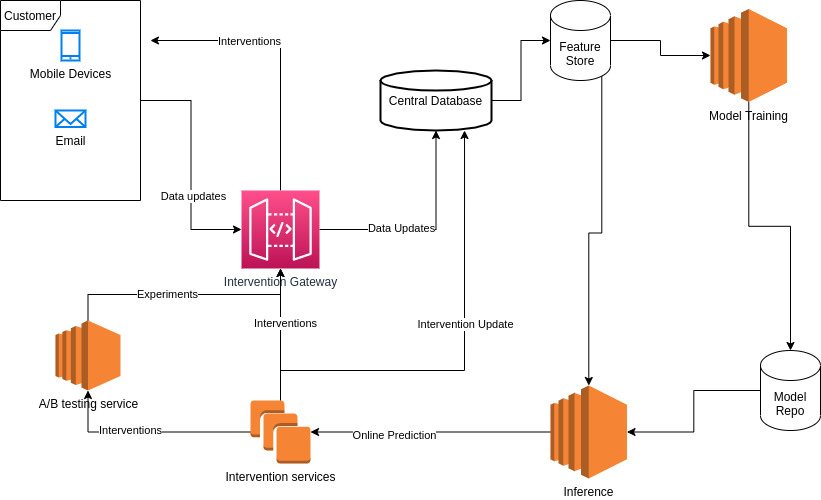 Customer
Mobile Devices
Email
Interventions
Central Database
Feature
Store
Model Training
Data updates
Data Updates
Intervention Gateway
Experiments
Interventions
Intervention Update
A/B testing service
Interventions
Intervention services
Online Prediction
Inference
Model
Repo